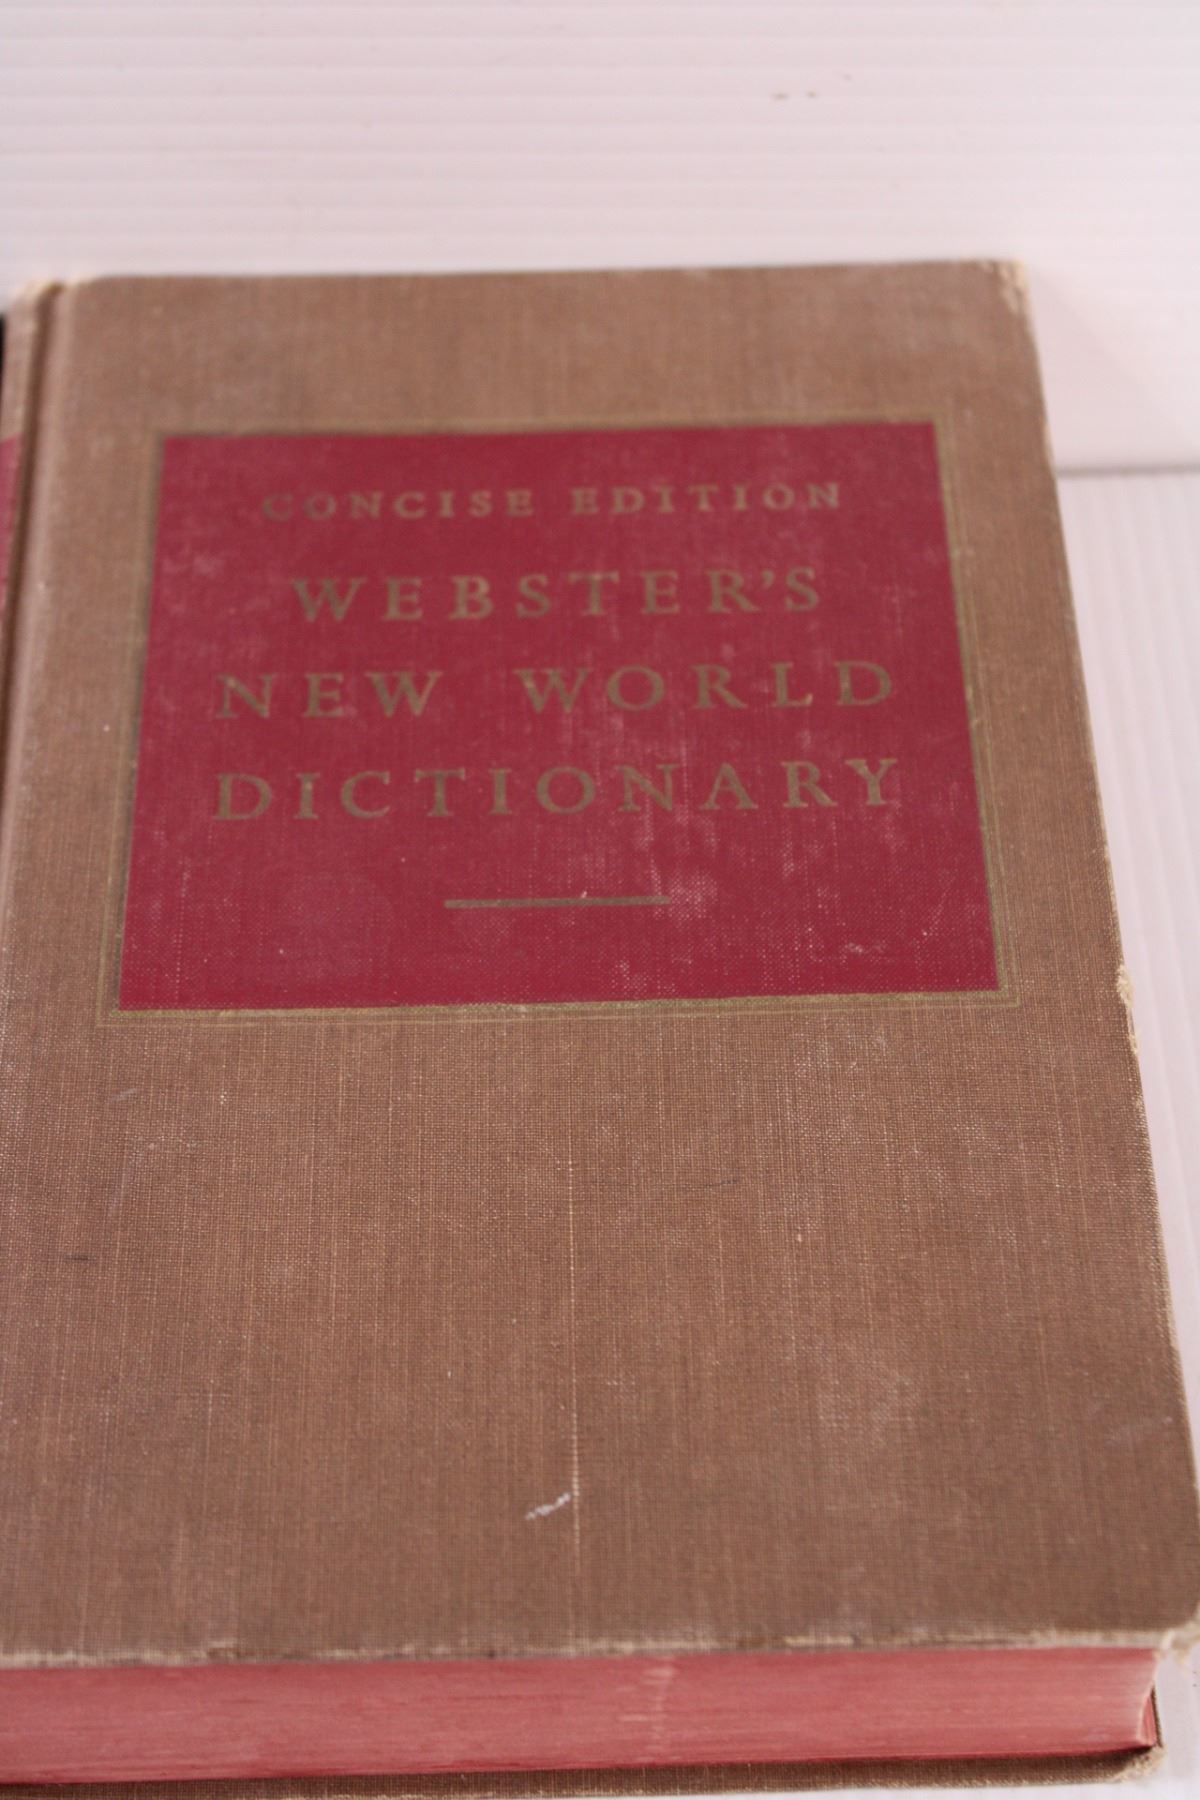 CONCISE EDITION
WEBSTER'S
NEW WORLD
DICTIONARY